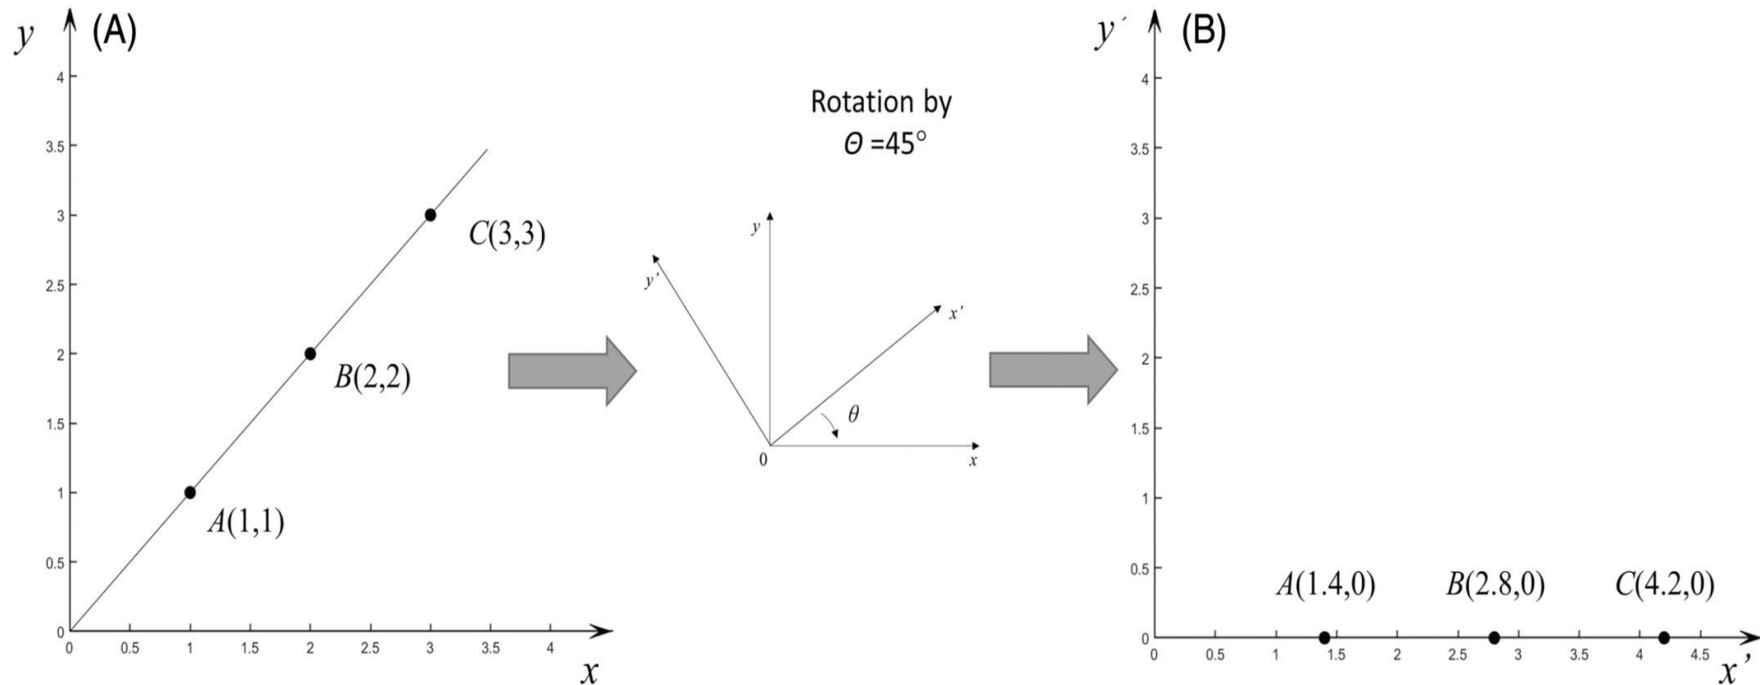 y
(A)
4
3.5
3
2.5
2
1.5
1
0.5
0
C(3,3)
B(2,2)
A(1,1)
0 0.5 1 1.5 2 2.5 3 3.5 4
x
Rotation by
Θ =45°
y
y'
x'
θ
0
x
y´
(B)
4
3.5
3
2.5
2
1.5
1
0.5
0
A(1.4,0) B(2.8,0) C(4.2,0)
0 0.5 1 1.5 2 2.5 3 3.5 4 4.5
x'